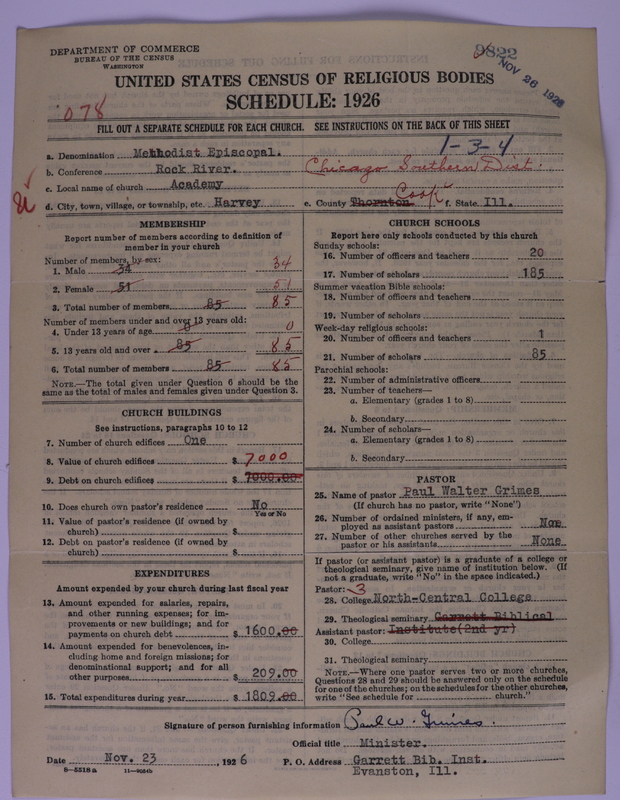 DEPARTMENT OF COMMERCE
BUREAU OF THE CENSUS
WASHINGTON
9822
NOV 26 1926
UNITED STATES CENSUS OF RELIGIOUS BODIES
SCHEDULE: 1926
078
FILL OUT A SEPARATE SCHEDULE FOR EACH CHURCH. SEE INSTRUCTIONS ON THE BACK OF THIS SHEET
1-3-4
a. Denomination Methodist Episcopal.
b. Conference Rock River. Chicago Southern Dist.
c. Local name of church Academy
d. City, town, village, or township, etc. Harvey e. County Thornton Cook f. State Ill.
MEMBERSHIP
Report number of members according to definition of member in your church
Number of members, by sex:
1. Male 34 34
2. Female 51 51
3. Total number of members 85 85
Number of members under and over 13 years old:
4. Under 13 years of age 0 0
5. 13 years old and over 85 85
6. Total number of members 85 85
NOTE.—The total given under Question 6 should be the
same as the total of males and females given under Question 3.
CHURCH BUILDINGS
See instructions, paragraphs 10 to 12
7. Number of church edifices One
8. Value of church edifices $ 7000
9. Debt on church edifices $ 7000.00
10. Does church own pastor's residence No
Yes or No
11. Value of pastor's residence (if owned by
church) $
12. Debt on pastor's residence (if owned by
church) $
EXPENDITURES
Amount expended by your church during last fiscal year
13. Amount expended for salaries, repairs,
and other running expenses; for im-
provements or new buildings; and for
payments on church debt $ 1600.00
14. Amount expended for benevolences, in-
cluding home and foreign missions; for
denominational support; and for all
other purposes $ 209.00
15. Total expenditures during year $ 1809.00
CHURCH SCHOOLS
Report here only schools conducted by this church
Sunday schools:
16. Number of officers and teachers 20
17. Number of scholars 185
Summer vacation Bible schools:
18. Number of officers and teachers
19. Number of scholars
Week-day religious schools:
20. Number of officers and teachers 1
21. Number of scholars 85
Parochial schools:
22. Number of administrative officers
23. Number of teachers—
a. Elementary (grades 1 to 8)
b. Secondary
24. Number of scholars—
a. Elementary (grades 1 to 8)
b. Secondary
PASTOR
25. Name of pastor Paul Walter Grimes
(If church has no pastor, write "None")
26. Number of ordained ministers, if any, em-
ployed as assistant pastors None
27. Number of other churches served by the
pastor or his assistants None
If pastor (or assistant pastor) is a graduate of a college or
theological seminary, give name of institution below. (If
not a graduate, write "No" in the space indicated.)
Pastor: 3
28. College North-Central College
29. Theological seminary Garrett Biblical
Assistant pastor: Institute(2nd yr)
30. College
31. Theological seminary
NOTE.—Where one pastor serves two or more churches,
Questions 28 and 29 should be answered only on the schedule
for one of the churches; on the schedules for the other churches,
write "See schedule for church."
Signature of person furnishing information Paul W. Grimes.
Official title Minister.
Date Nov. 23, 1926 P. O. Address Garrett Bib. Inst.
Evanston, Ill.
8—5518a